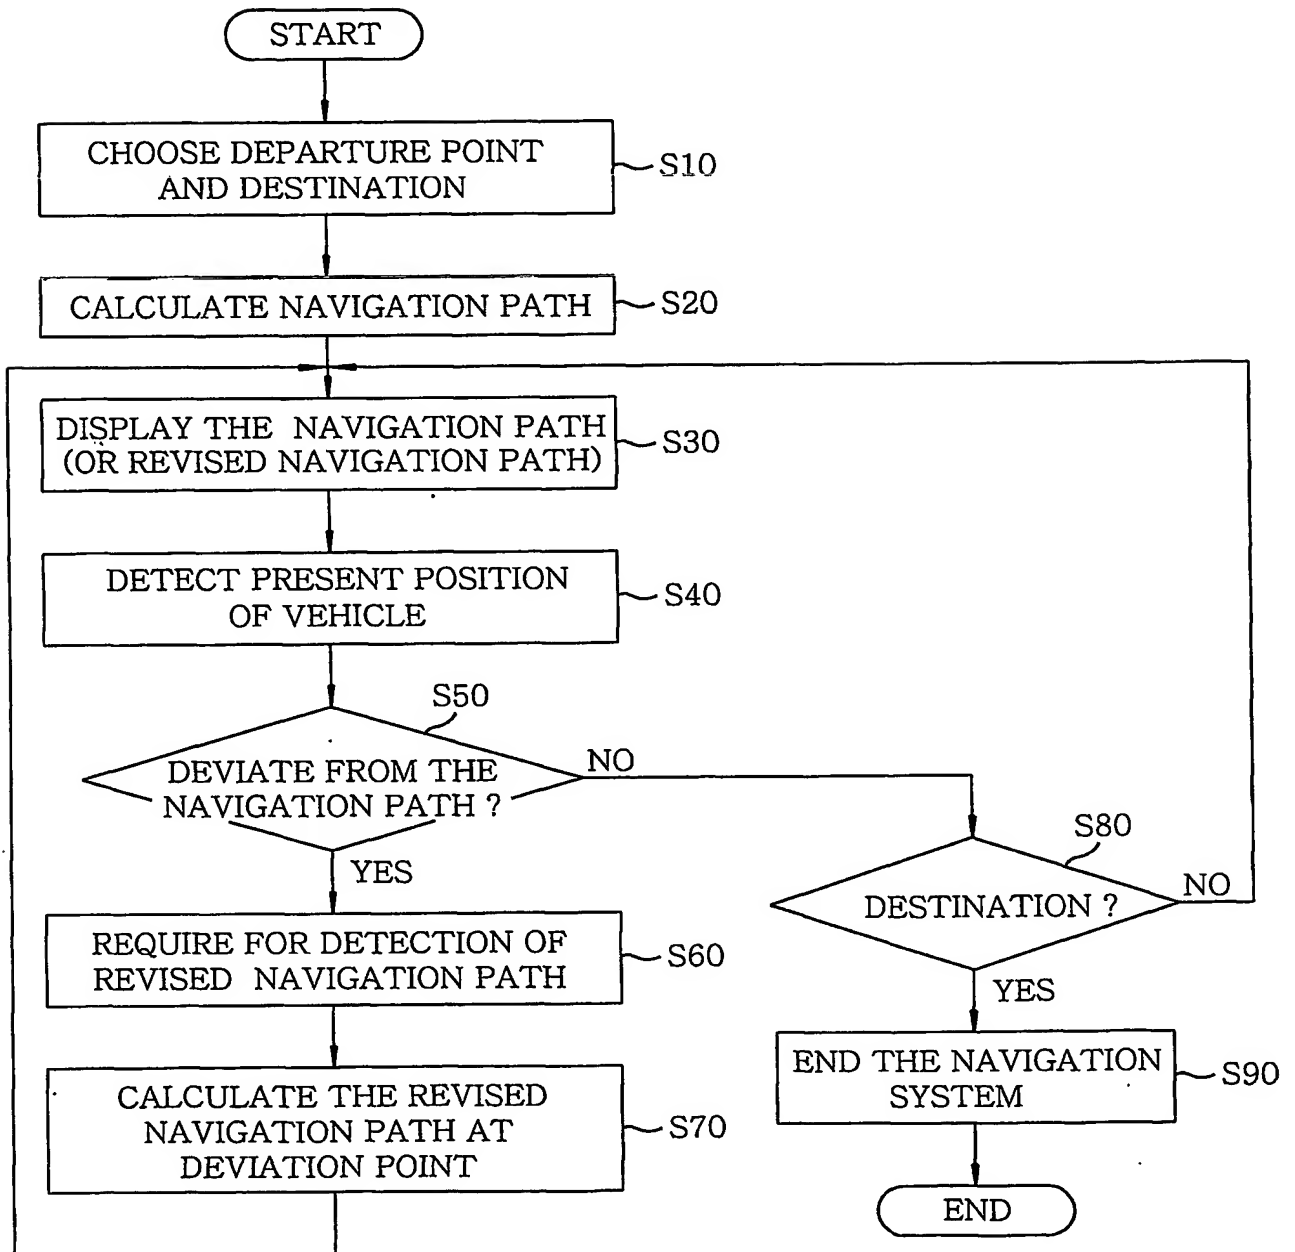 START
CHOOSE DEPARTURE POINT
AND DESTINATION
S10
CALCULATE NAVIGATION PATH
S20
DISPLAY THE NAVIGATION PATH
(OR REVISED NAVIGATION PATH)
S30
DETECT PRESENT POSITION
OF VEHICLE
S40
S50
DEVIATE FROM THE
NAVIGATION PATH ?
NO
YES
S80
DESTINATION ?
NO
YES
REQUIRE FOR DETECTION OF
REVISED NAVIGATION PATH
S60
END THE NAVIGATION
SYSTEM
S90
CALCULATE THE REVISED
NAVIGATION PATH AT
DEVIATION POINT
S70
END